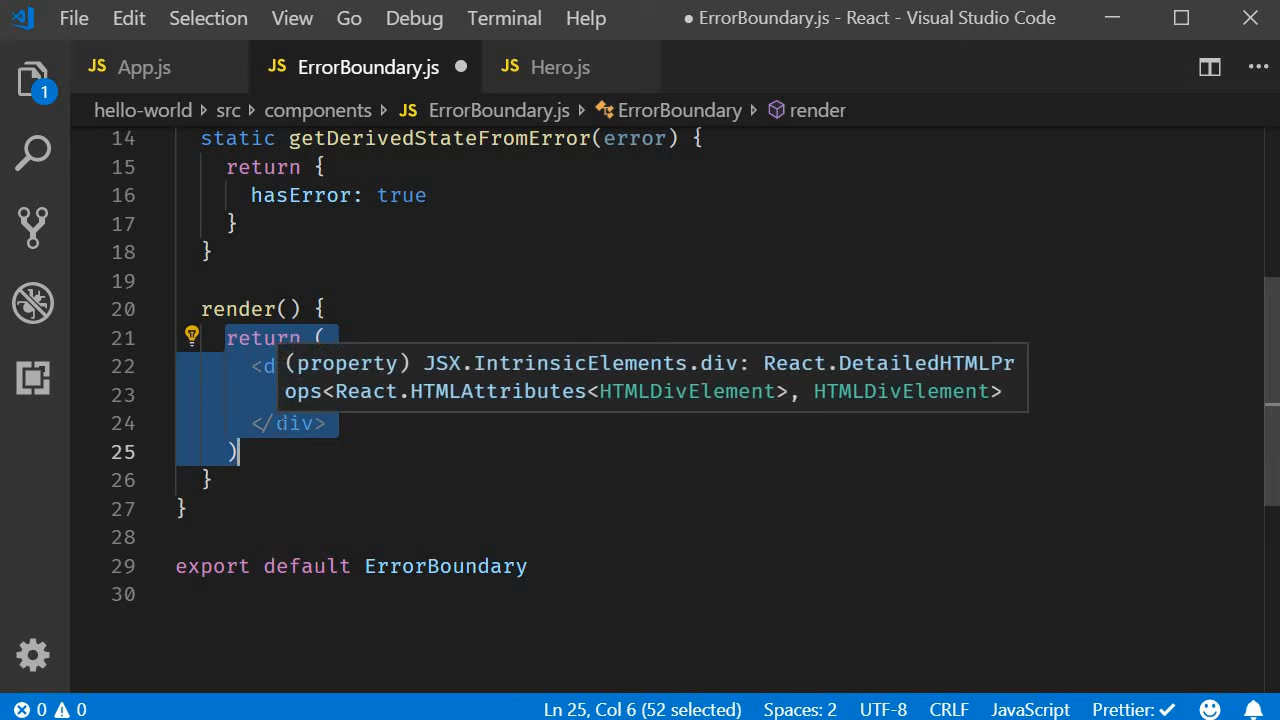 File Edit Selection View Go Debug Terminal Help ● ErrorBoundary.js - React - Visual Studio Code
JS App.js JS ErrorBoundary.js ● JS Hero.js
1
hello-world > src > components > JS ErrorBoundary.js > ErrorBoundary > render
14 static getDerivedStateFromError(error) {
15 return {
16 hasError: true
17 }
18 }
19
20 render() {
21 return (
22 <d
(property) JSX.IntrinsicElements.div: React.DetailedHTMLPr
23
ops<React.HTMLAttributes<HTMLDivElement>, HTMLDivElement>
24 </div>
25 )
26 }
27 }
28
29 export default ErrorBoundary
30
0 0 Ln 25, Col 6 (52 selected) Spaces: 2 UTF-8 CRLF JavaScript Prettier: ✓